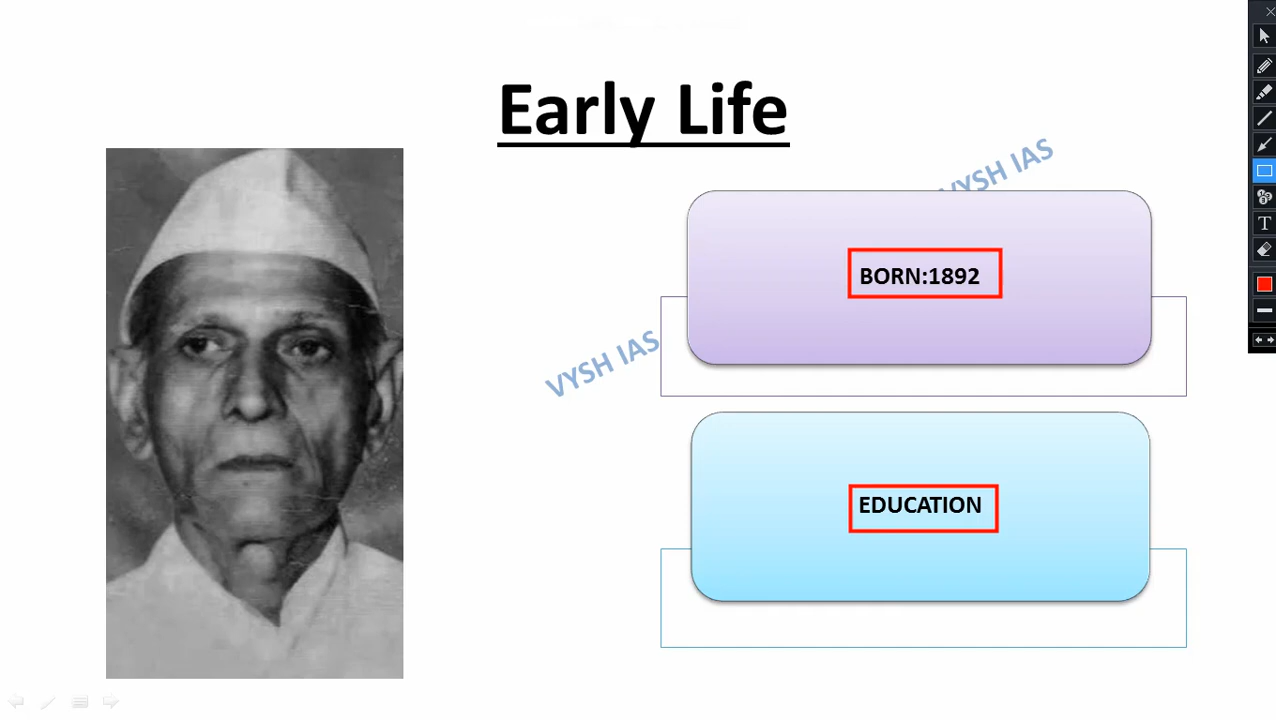 Early Life
VYSH IAS
BORN:1892
VYSH IAS
EDUCATION
T